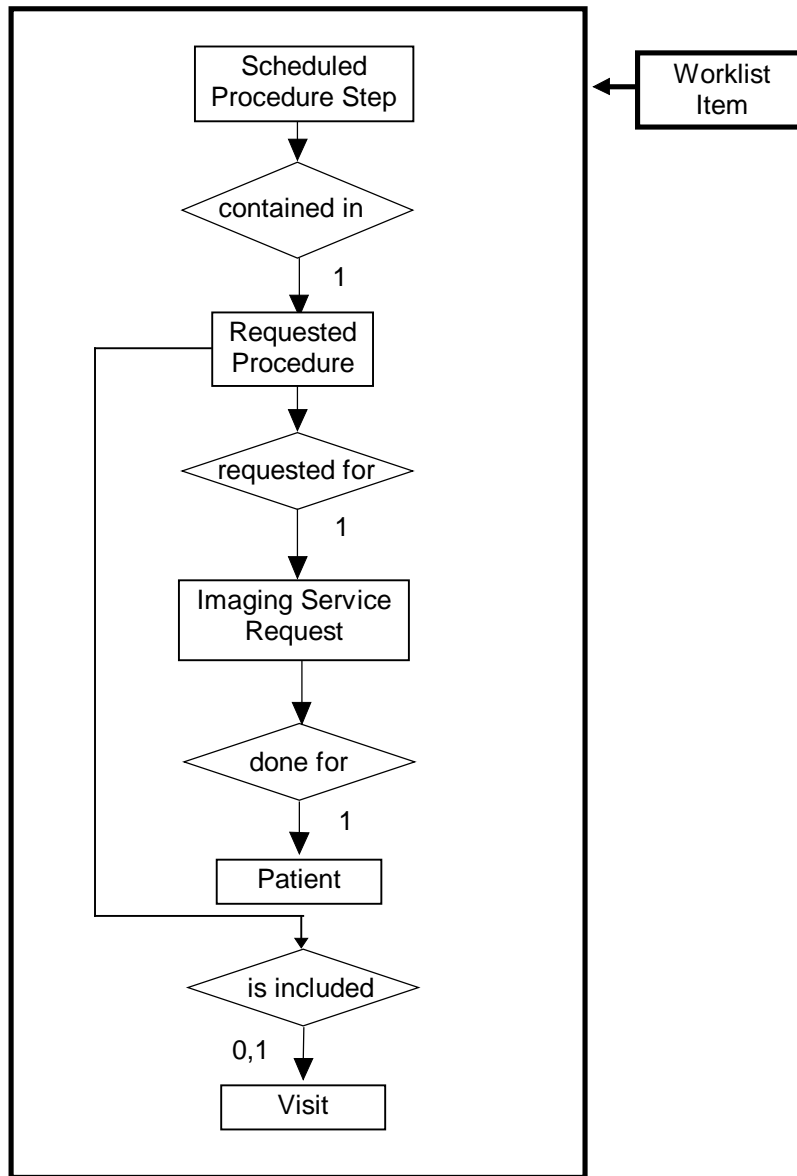 Scheduled
Procedure Step
Worklist
Item
contained in
1
Requested
Procedure
requested for
1
Imaging Service
Request
done for
1
Patient
is included
0,1
Visit